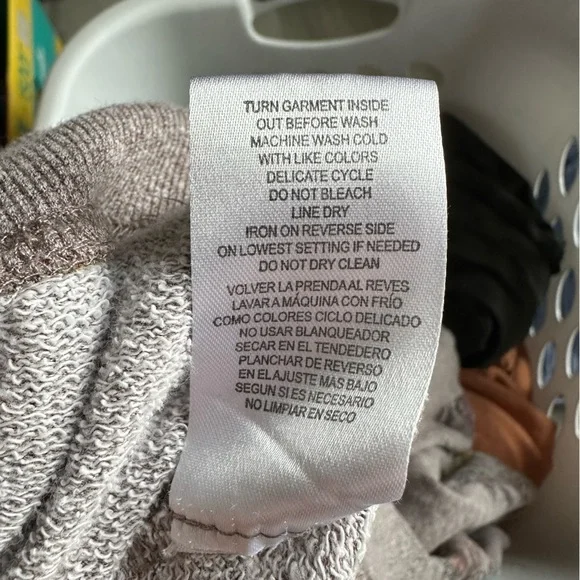 TURN GARMENT INSIDE
OUT BEFORE WASH
MACHINE WASH COLD
WITH LIKE COLORS
DELICATE CYCLE
DO NOT BLEACH
LINE DRY
IRON ON REVERSE SIDE
ON LOWEST SETTING IF NEEDED
DO NOT DRY CLEAN
VOLVER LA PRENDA AL REVES
LAVAR A MÁQUINA CON FRÍO
COMO COLORES CICLO DELICADO
NO USAR BLANQUEADOR
SECAR EN EL TENDEDERO
PLANCHAR DE REVERSO
EN EL AJUSTE MAS BAJO
SEGUN SI ES NECESARIO
NO LIMPIAR EN SECO